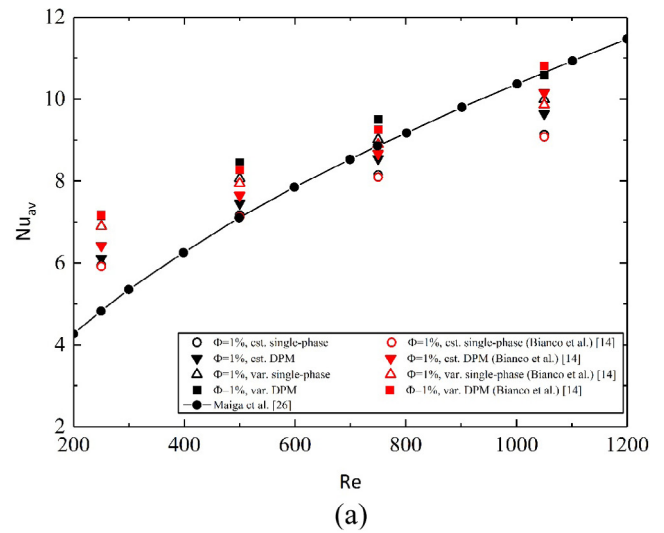 12
10
8
6
4
2
Nu_av
Φ=1%, cst. single-phase
Φ=1%, cst. DPM
Φ=1%, var. single-phase
Φ=1%, var. DPM
Maiga et al. [26]
Φ=1%, cst. single-phase (Bianco et al.) [14]
Φ=1%, cst. DPM (Bianco et al.) [14]
Φ=1%, var. single-phase (Bianco et al.) [14]
Φ=1%, var. DPM (Bianco et al.) [14]
200 400 600 800 1000 1200
Re
(a)